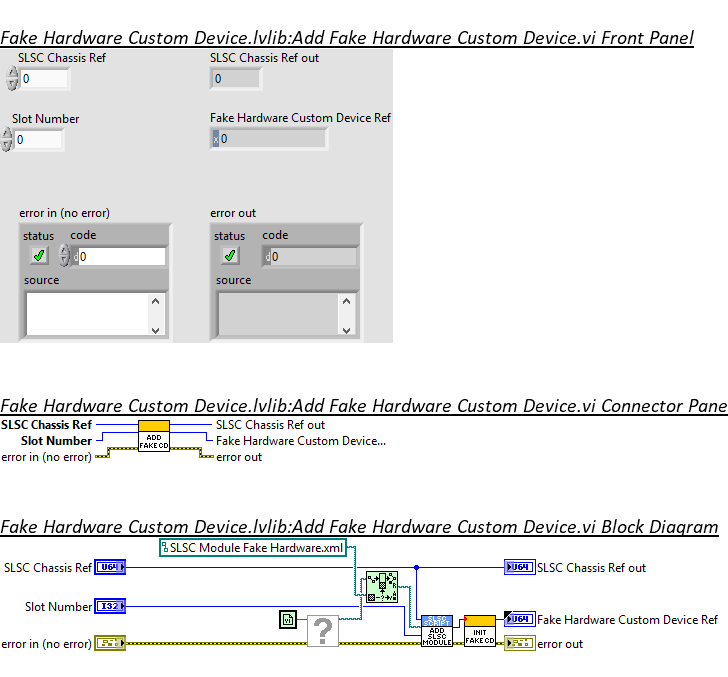 Fake Hardware Custom Device.lvlib:Add Fake Hardware Custom Device.vi Front Panel
SLSC Chassis Ref
SLSC Chassis Ref out
0
0
Slot Number
Fake Hardware Custom Device Ref
0
x 0
error in (no error)
error out
status
code
status
code
d 0
d 0
source
source
Fake Hardware Custom Device.lvlib:Add Fake Hardware Custom Device.vi Connector Pane
SLSC Chassis Ref
SLSC Chassis Ref out
Slot Number
ADD
FAKE CD
Fake Hardware Custom Device...
error in (no error)
error out
Fake Hardware Custom Device.lvlib:Add Fake Hardware Custom Device.vi Block Diagram
SLSC Module Fake Hardware.xml
SLSC Chassis Ref
U64
U64
SLSC Chassis Ref out
Slot Number
I32
vi
?
SLSC
SCRIPT
ADD
SLSC
MODULE
INIT
FAKE CD
U64
Fake Hardware Custom Device Ref
error in (no error)
error out